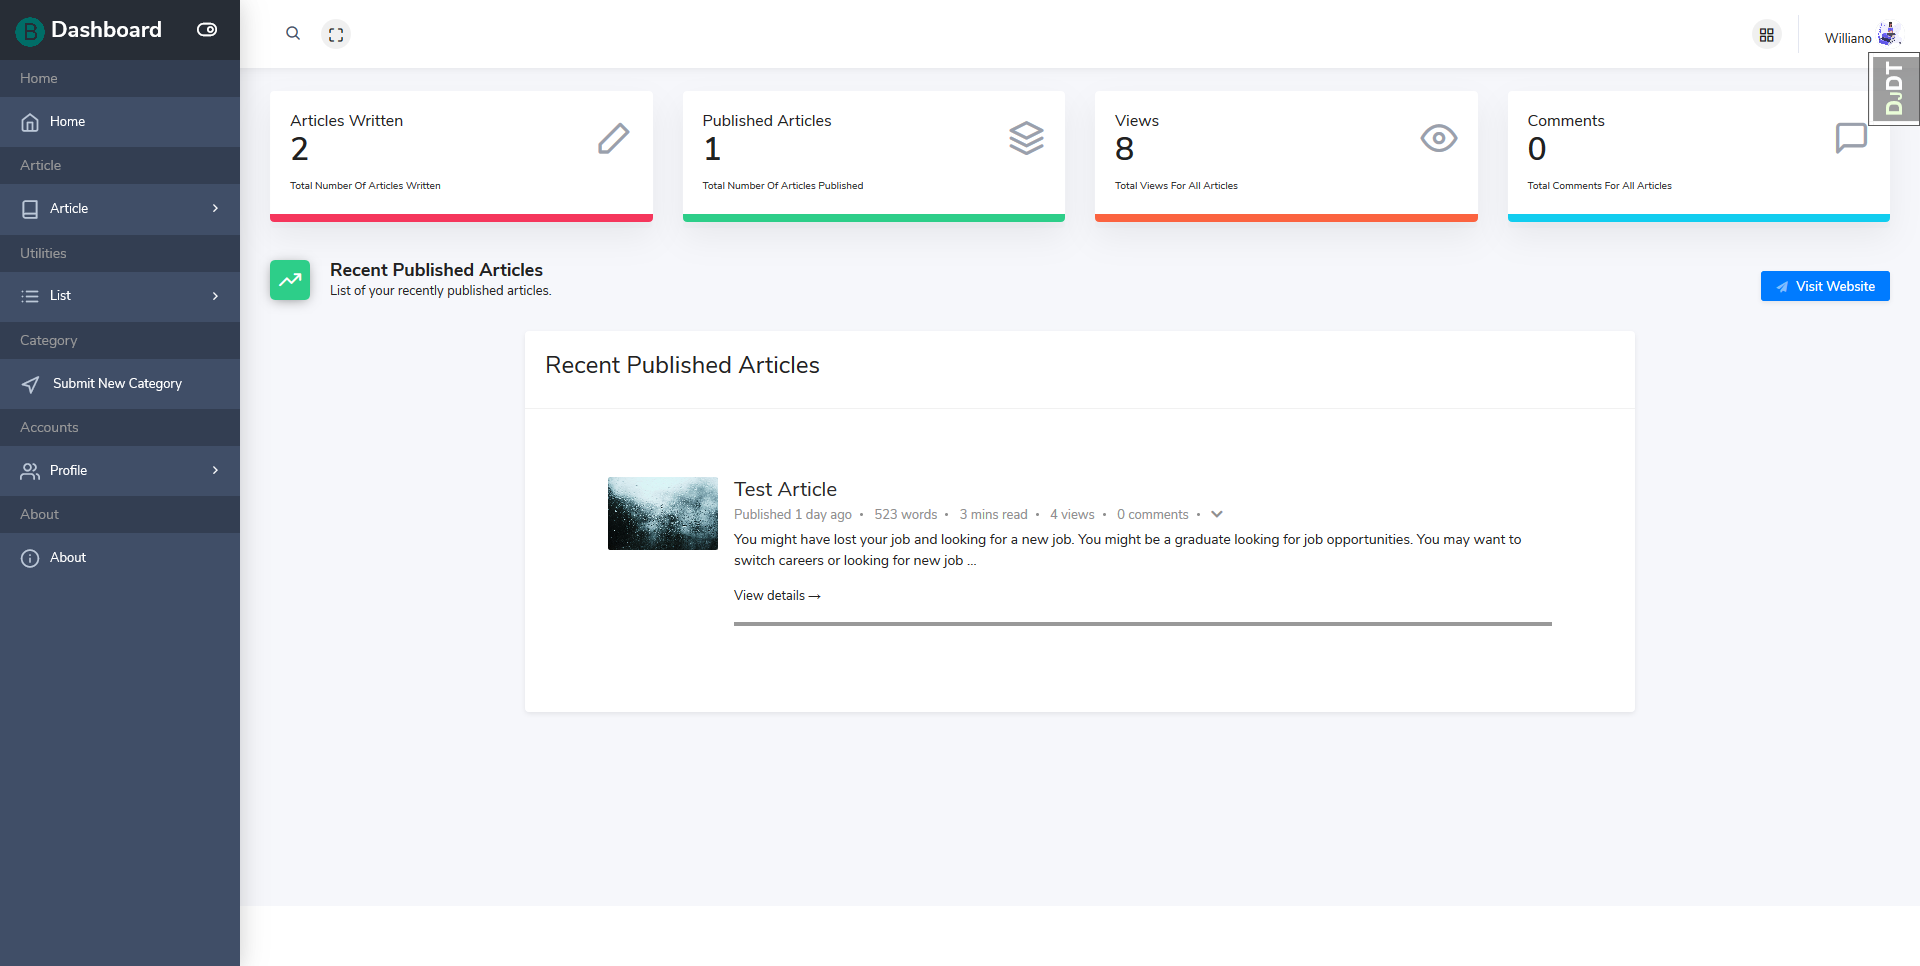 B Dashboard
Home
Home
Article
Article
Utilities
List
Category
Submit New Category
Accounts
Profile
About
About
Williano
DJDT
Articles Written
2
Total Number Of Articles Written
Published Articles
1
Total Number Of Articles Published
Views
8
Total Views For All Articles
Comments
0
Total Comments For All Articles
Recent Published Articles
List of your recently published articles.
Visit Website
Recent Published Articles
Test Article
Published 1 day ago • 523 words • 3 mins read • 4 views • 0 comments •
You might have lost your job and looking for a new job. You might be a graduate looking for job opportunities. You may want to
switch careers or looking for new job ...
View details →